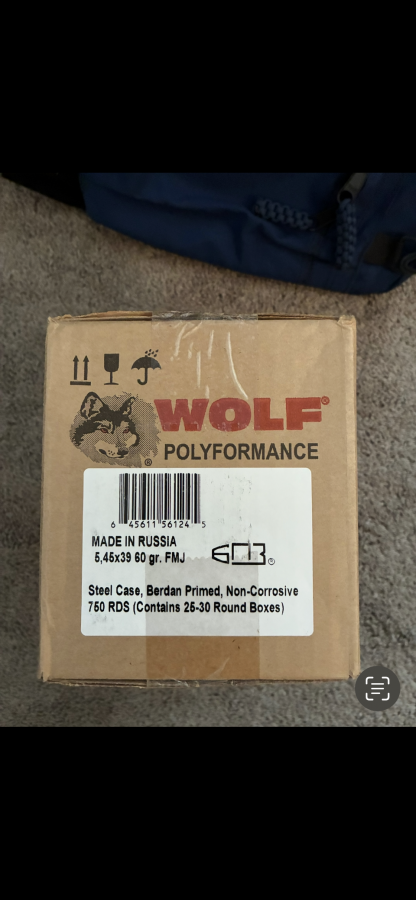 WOLF®
POLYFORMANCE
®
6 45611 56124 5
MADE IN RUSSIA
5,45x39 60 gr. FMJ
®
Steel Case, Berdan Primed, Non-Corrosive
750 RDS (Contains 25-30 Round Boxes)